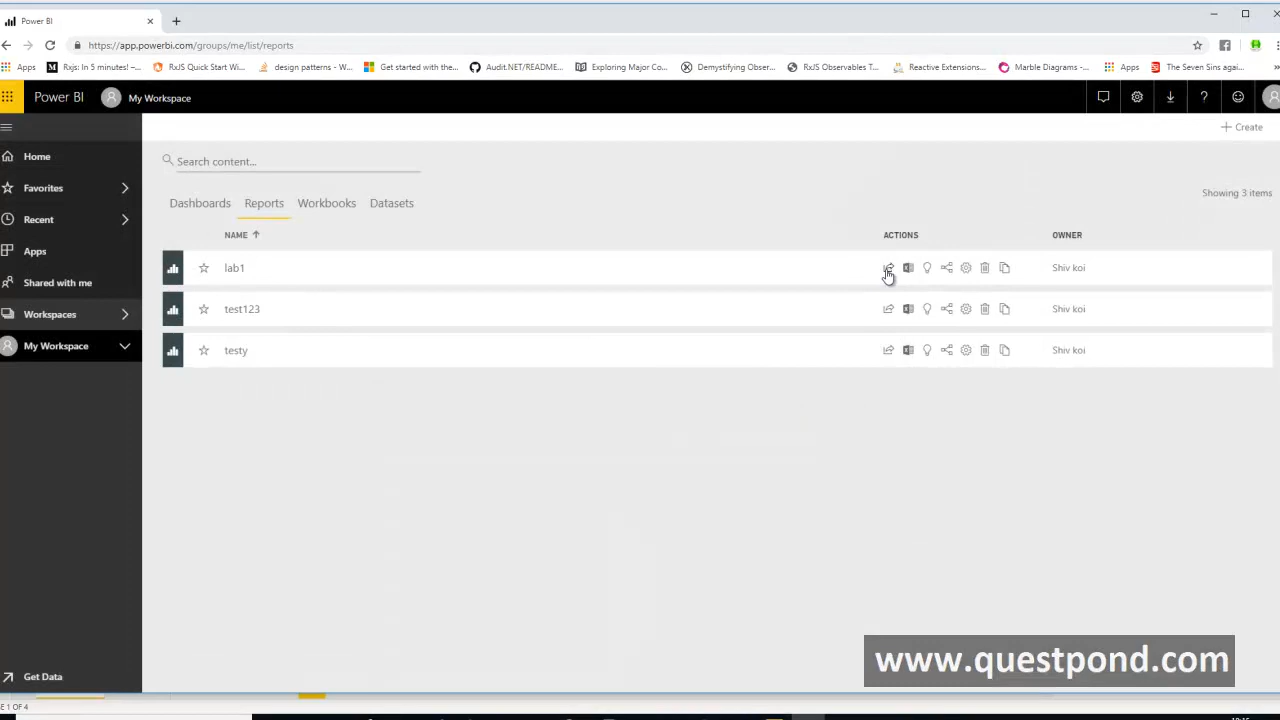 Power BI
https://app.powerbi.com/groups/me/list/reports
Apps
Rxjs: In 5 minutes! –...
RxJS Quick Start Wi...
design patterns - W...
Get started with the...
Audit.NET/README...
Exploring Major Co...
Demystifying Obser...
RxJS Observables T...
Reactive Extensions...
Marble Diagrams -...
Apps
The Seven Sins agai...
Power BI
My Workspace
Create
Home
Favorites
Recent
Apps
Shared with me
Workspaces
My Workspace
Get Data
Search content...
Showing 3 items
Dashboards
Reports
Workbooks
Datasets
NAME
ACTIONS
OWNER
lab1
Shiv koi
test123
Shiv koi
testy
Shiv koi
www.questpond.com
1 OF 4